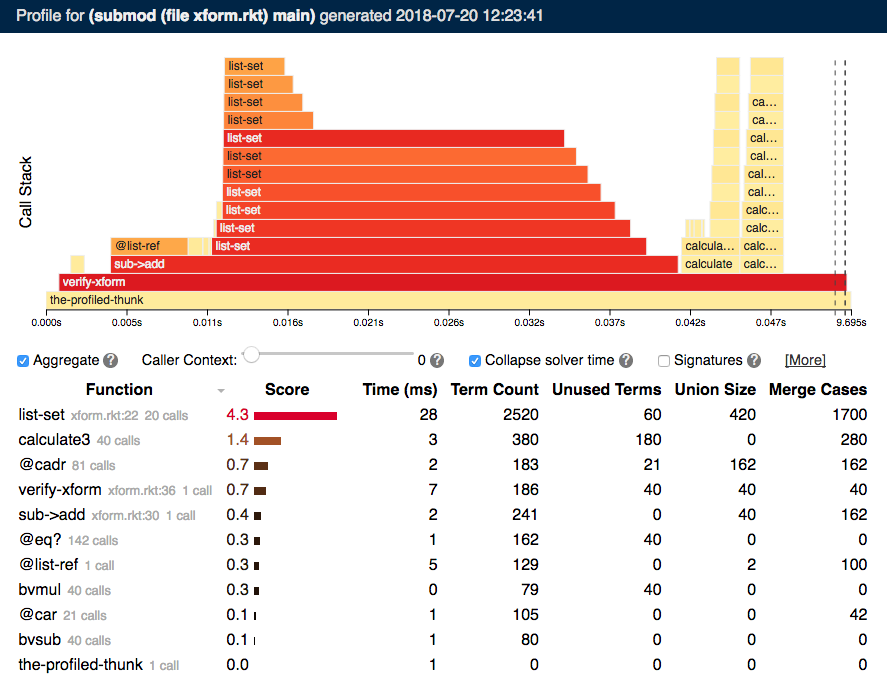 Profile for (submod (file xform.rkt) main) generated 2018-07-20 12:23:41
Call Stack
list-set
list-set
list-set ca...
list-set ca...
list-set cal...
list-set cal...
list-set cal...
list-set cal...
list-set calc...
list-set calc...
@list-ref list-set calcula... calc...
sub->add calculate calc...
verify-xform
the-profiled-thunk
0.000s 0.005s 0.011s 0.016s 0.021s 0.026s 0.032s 0.037s 0.042s 0.047s 9.695s
Aggregate ? Caller Context: 0 ? Collapse solver time ? Signatures ? [More]
Function Score Time (ms) Term Count Unused Terms Union Size Merge Cases
list-set xform.rkt:22 20 calls 4.3 28 2520 60 420 1700
calculate3 40 calls 1.4 3 380 180 0 280
@cadr 81 calls 0.7 2 183 21 162 162
verify-xform xform.rkt:36 1 call 0.7 7 186 40 40 40
sub->add xform.rkt:30 1 call 0.4 2 241 0 40 162
@eq? 142 calls 0.3 1 162 40 0 0
@list-ref 1 call 0.3 5 129 0 2 100
bvmul 40 calls 0.3 0 79 40 0 0
@car 21 calls 0.1 1 105 0 0 42
bvsub 40 calls 0.1 1 80 0 0 0
the-profiled-thunk 1 call 0.0 1 0 0 0 0